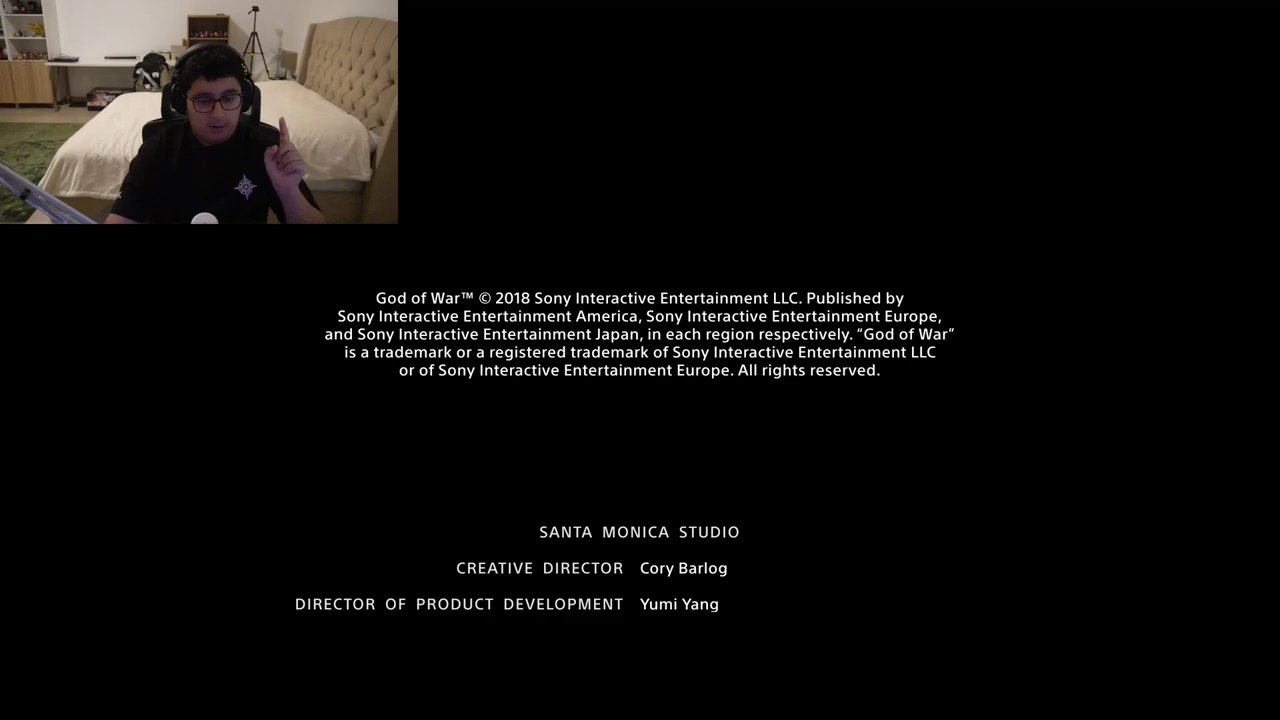 God of War™ © 2018 Sony Interactive Entertainment LLC. Published by
Sony Interactive Entertainment America, Sony Interactive Entertainment Europe,
and Sony Interactive Entertainment Japan, in each region respectively. “God of War”
is a trademark or a registered trademark of Sony Interactive Entertainment LLC
or of Sony Interactive Entertainment Europe. All rights reserved.
SANTA MONICA STUDIO
CREATIVE DIRECTOR Cory Barlog
DIRECTOR OF PRODUCT DEVELOPMENT Yumi Yang